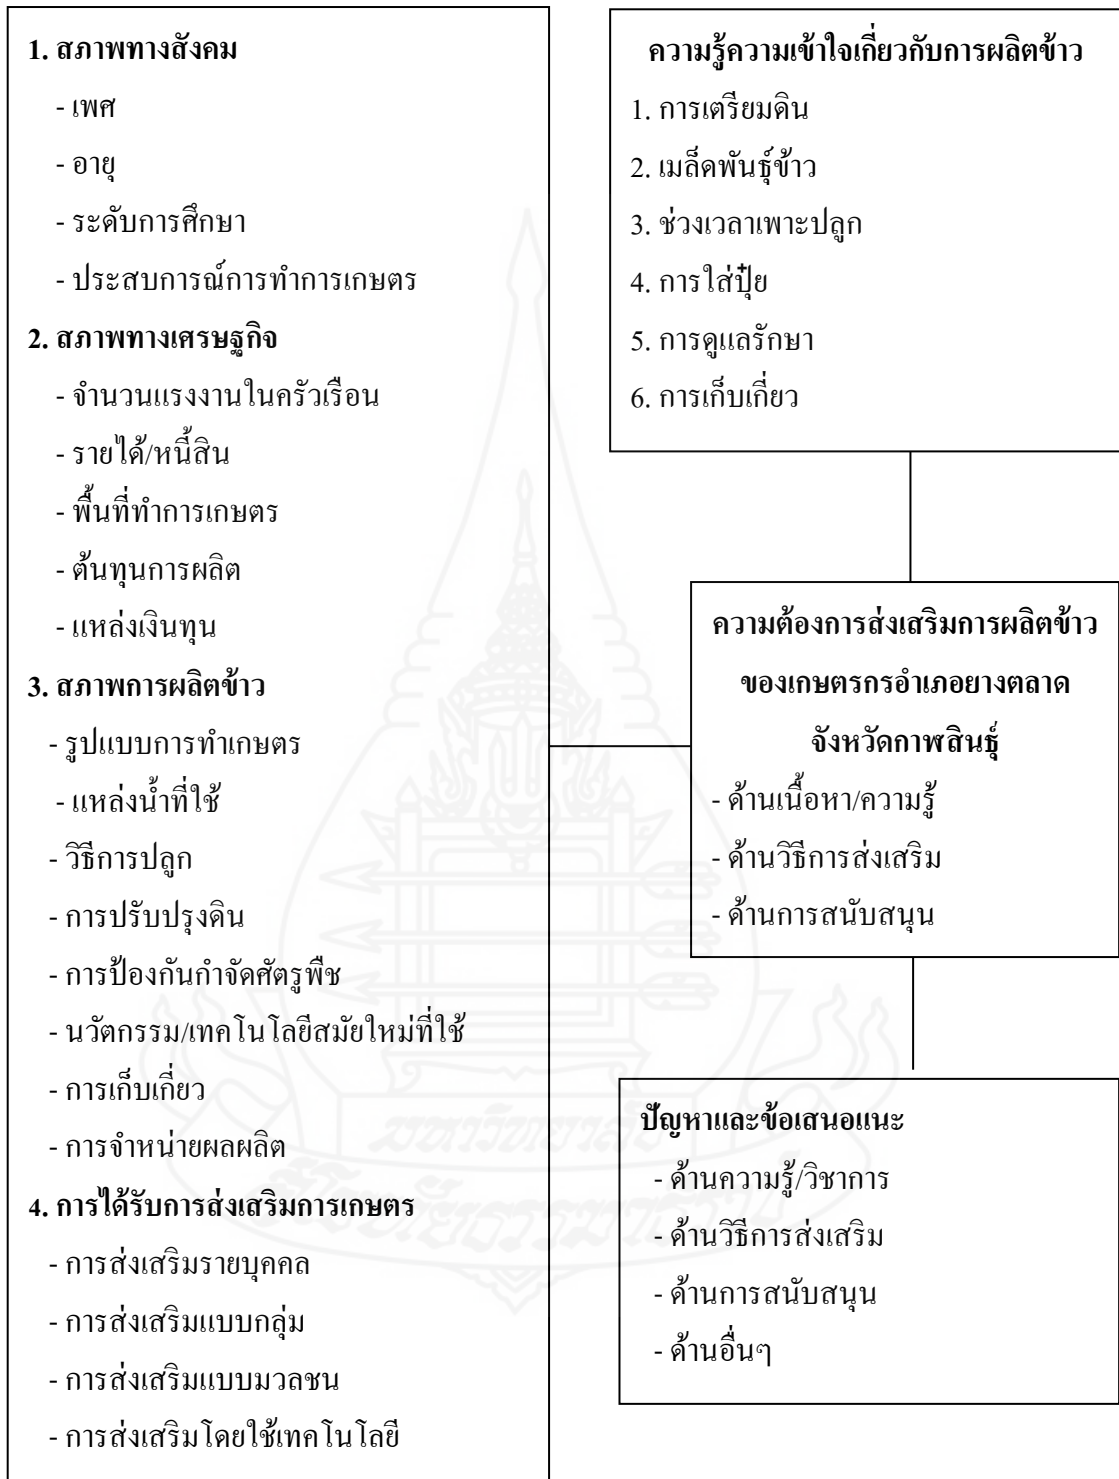 1. สภาพทางสังคม
- เพศ
- อายุ
- ระดับการศึกษา
- ประสบการณ์การทำการเกษตร
2. สภาพทางเศรษฐกิจ
- จำนวนแรงงานในครัวเรือน
- รายได้/หนี้สิน
- พื้นที่ทำการเกษตร
- ต้นทุนการผลิต
- แหล่งเงินทุน
3. สภาพการผลิตข้าว
- รูปแบบการทำเกษตร
- แหล่งน้ำที่ใช้
- วิธีการปลูก
- การปรับปรุงดิน
- การป้องกันกำจัดศัตรูพืช
- นวัตกรรม/เทคโนโลยีสมัยใหม่ที่ใช้
- การเก็บเกี่ยว
- การจำหน่ายผลผลิต
4. การได้รับการส่งเสริมการเกษตร
- การส่งเสริมรายบุคคล
- การส่งเสริมแบบกลุ่ม
- การส่งเสริมแบบมวลชน
- การส่งเสริมโดยใช้เทคโนโลยี
ความรู้ความเข้าใจเกี่ยวกับการผลิตข้าว
1. การเตรียมดิน
2. เมล็ดพันธุ์ข้าว
3. ช่วงเวลาเพาะปลูก
4. การใส่ปุ๋ย
5. การดูแลรักษา
6. การเก็บเกี่ยว
ความต้องการส่งเสริมการผลิตข้าว
ของเกษตรกรอำเภอยางตลาด
จังหวัดกาฬสินธุ์
- ด้านเนื้อหา/ความรู้
- ด้านวิธีการส่งเสริม
- ด้านการสนับสนุน
ปัญหาและข้อเสนอแนะ
- ด้านความรู้/วิชาการ
- ด้านวิธีการส่งเสริม
- ด้านการสนับสนุน
- ด้านอื่นๆ
มหาวิทยาลัย
สุโขทัยธรรมาธิราช